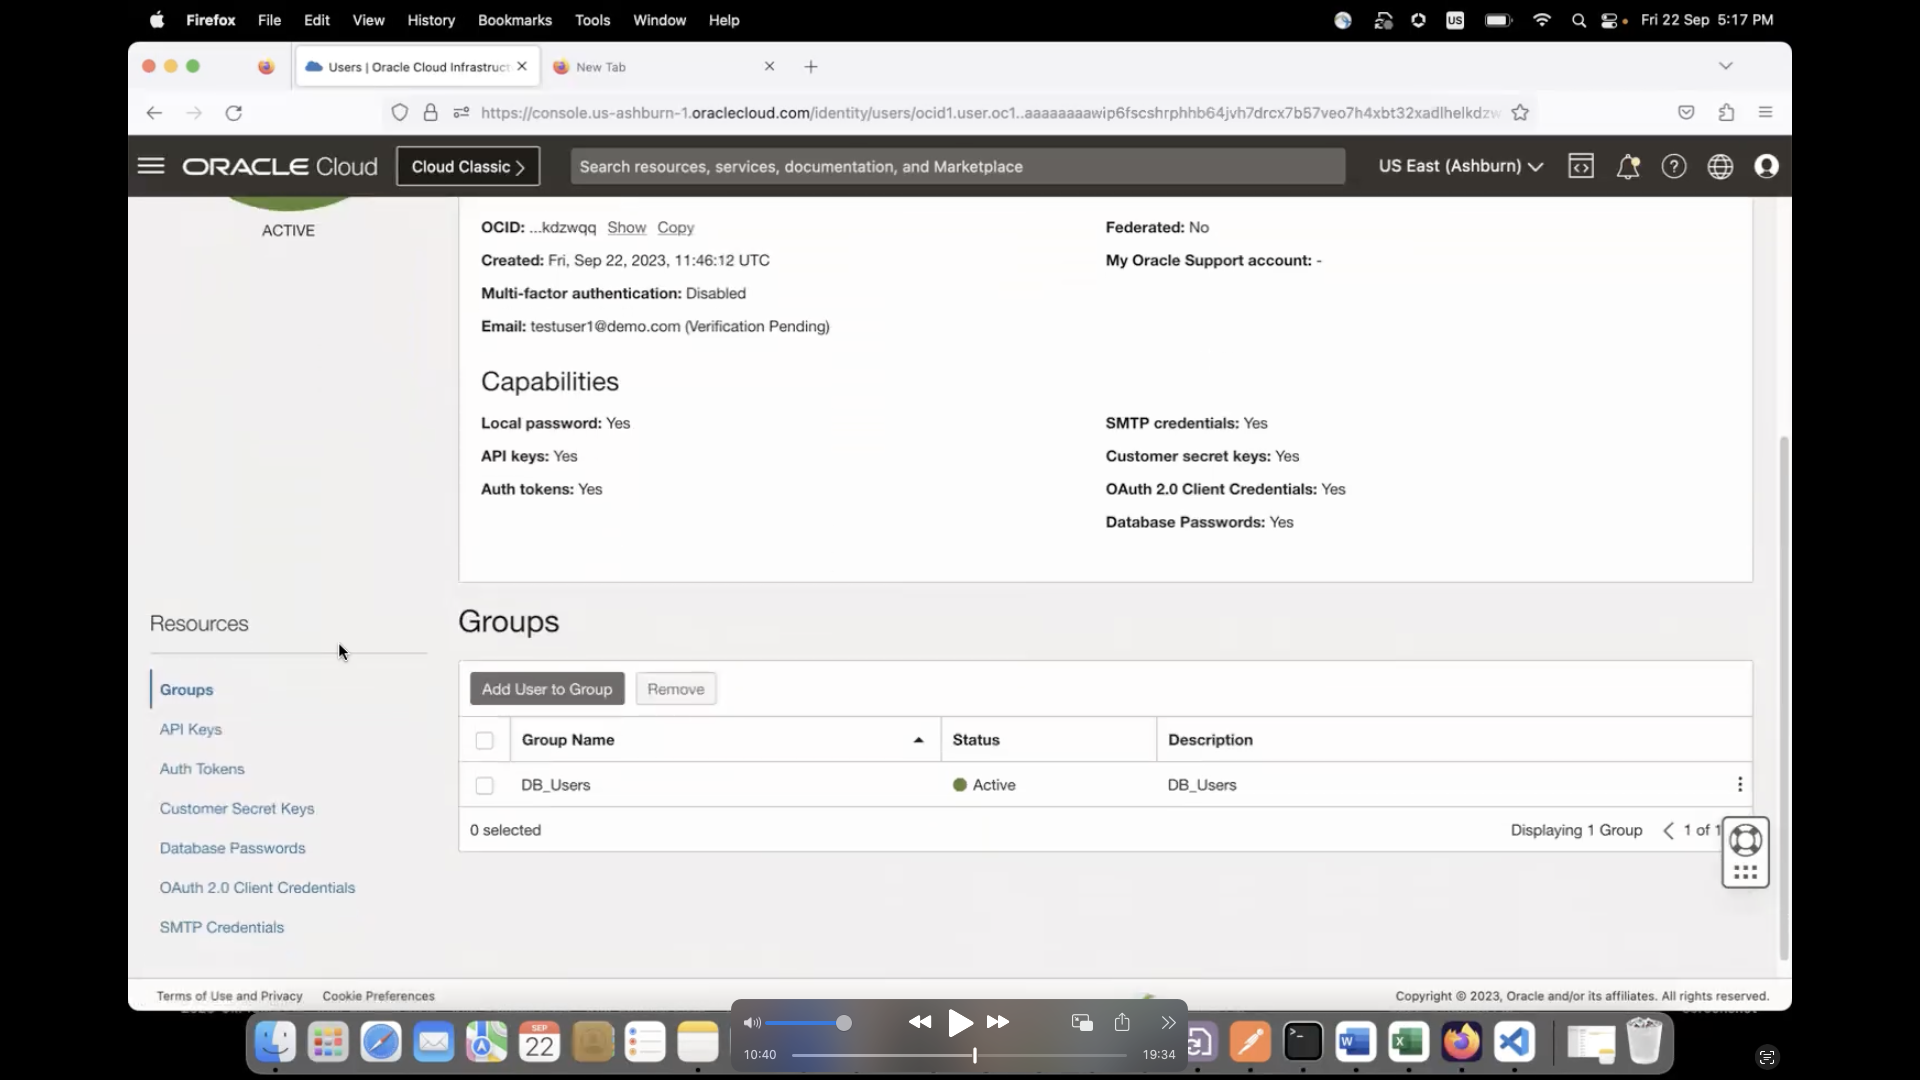 Firefox File Edit View History Bookmarks Tools Window Help US Fri 22 Sep 5:17 PM
Users | Oracle Cloud Infrastruct New Tab
https://console.us-ashburn-1.oraclecloud.com/identity/users/ocid1.user.oc1..aaaaaaaawip6fscshrphhb64jvh7drcx7b57veo7h4xbt32xadlhelkdzw
ORACLE Cloud Cloud Classic Search resources, services, documentation, and Marketplace US East (Ashburn)
ACTIVE
OCID: ...kdzwqq Show Copy Federated: No
Created: Fri, Sep 22, 2023, 11:46:12 UTC My Oracle Support account: -
Multi-factor authentication: Disabled
Email: testuser1@demo.com (Verification Pending)
Capabilities
Local password: Yes SMTP credentials: Yes
API keys: Yes Customer secret keys: Yes
Auth tokens: Yes OAuth 2.0 Client Credentials: Yes
Database Passwords: Yes
Resources
Groups
API Keys
Auth Tokens
Customer Secret Keys
Database Passwords
OAuth 2.0 Client Credentials
SMTP Credentials
Groups
Add User to Group Remove
Group Name Status Description
DB_Users Active DB_Users
0 selected Displaying 1 Group 1 of 1
Terms of Use and Privacy Cookie Preferences Copyright © 2023, Oracle and/or its affiliates. All rights reserved.
SEP
22
10:40 19:34